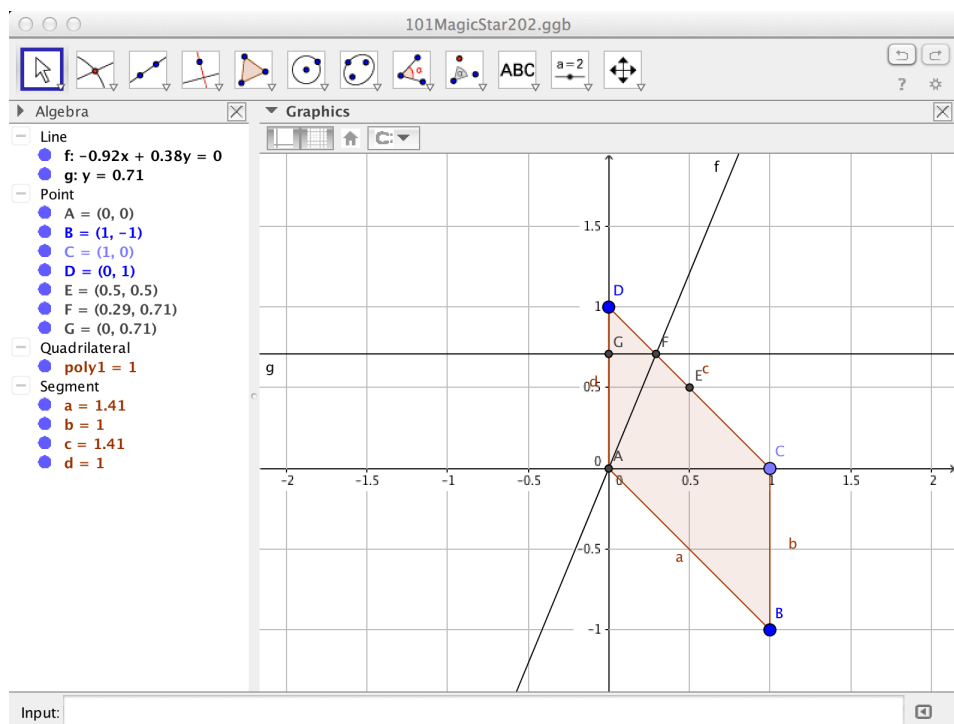 101MagicStar202.ggb
ABC
a=2
?
Algebra
Graphics
Line
f: -0.92x + 0.38y = 0
g: y = 0.71
Point
A = (0, 0)
B = (1, -1)
C = (1, 0)
D = (0, 1)
E = (0.5, 0.5)
F = (0.29, 0.71)
G = (0, 0.71)
Quadrilateral
poly1 = 1
Segment
a = 1.41
b = 1
c = 1.41
d = 1
f
1.5
D
1
G
F
g
d
0.5
E
c
A
C
0
-2
-1.5
-1
-0.5
0
0.5
1
1.5
2
-0.5
a
b
B
-1
Input: